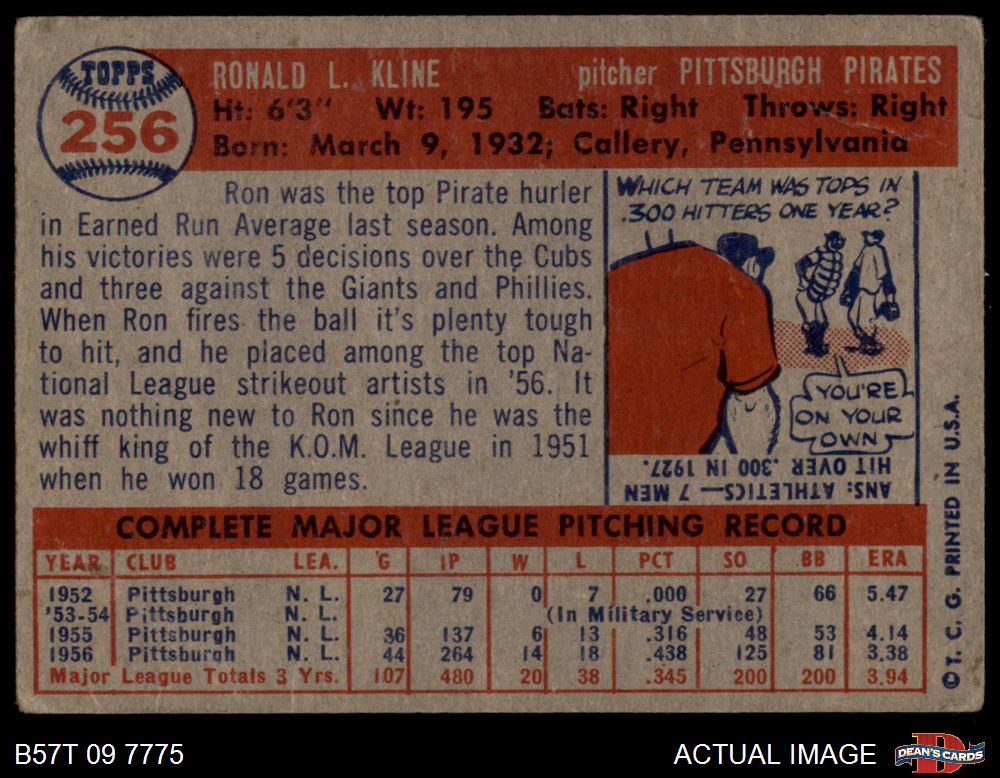 TOPPS
256
RONALD L. KLINE pitcher PITTSBURGH PIRATES
Ht: 6'3" Wt: 195 Bats: Right Throws: Right
Born: March 9, 1932; Callery, Pennsylvania
Ron was the top Pirate hurler
in Earned Run Average last season. Among
his victories were 5 decisions over the Cubs
and three against the Giants and Phillies.
When Ron fires the ball it's plenty tough
to hit, and he placed among the top Na-
tional League strikeout artists in '56. It
was nothing new to Ron since he was the
whiff king of the K.O.M. League in 1951
when he won 18 games.
WHICH TEAM WAS TOPS IN
.300 HITTERS ONE YEAR?
YOU'RE
ON YOUR
OWN
ANS: ATHLETICS—7 MEN
HIT OVER .300 IN 1927.
COMPLETE MAJOR LEAGUE PITCHING RECORD
YEAR CLUB LEA. G IP W L PCT SO BB ERA
1952 Pittsburgh N. L. 27 79 0 7 .000 27 66 5.47
'53-54 Pittsburgh N. L. (In Military Service)
1955 Pittsburgh N. L. 36 137 6 13 .316 48 53 4.14
1956 Pittsburgh N. L. 44 264 14 18 .438 125 81 3.38
Major League Totals 3 Yrs. 107 480 20 38 .345 200 200 3.94
©T. C. G. PRINTED IN U.S.A.
B57T 09 7775 ACTUAL IMAGE
D
DEAN'S CARDS